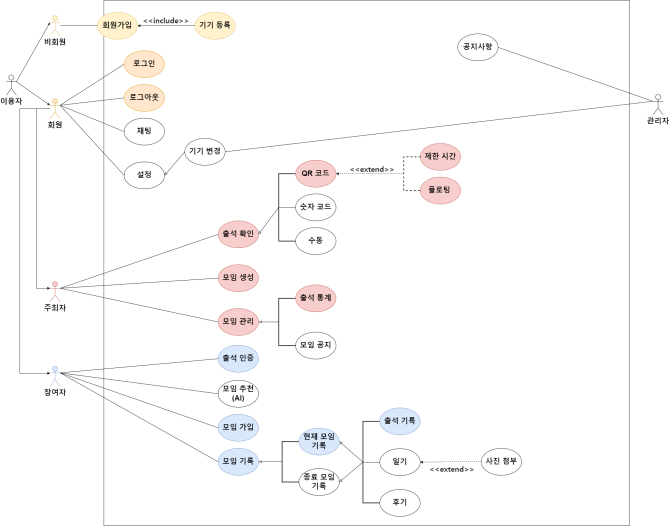 회원가입
<<include>>
기기 등록
비회원
공지사항
로그인
이용자
로그아웃
회원
관리자
채팅
기기 변경
제한 시간
설정
QR 코드
<<extend>>
플로팅
숫자 코드
출석 확인
수동
모임 생성
출석 통계
주최자
모임 관리
모임 공지
출석 인증
참여자
모임 추천
(AI)
모임 가입
출석 기록
현재 모임
기록
모임 기록
일기
사진 첨부
<<extend>>
종료 모임
기록
후기